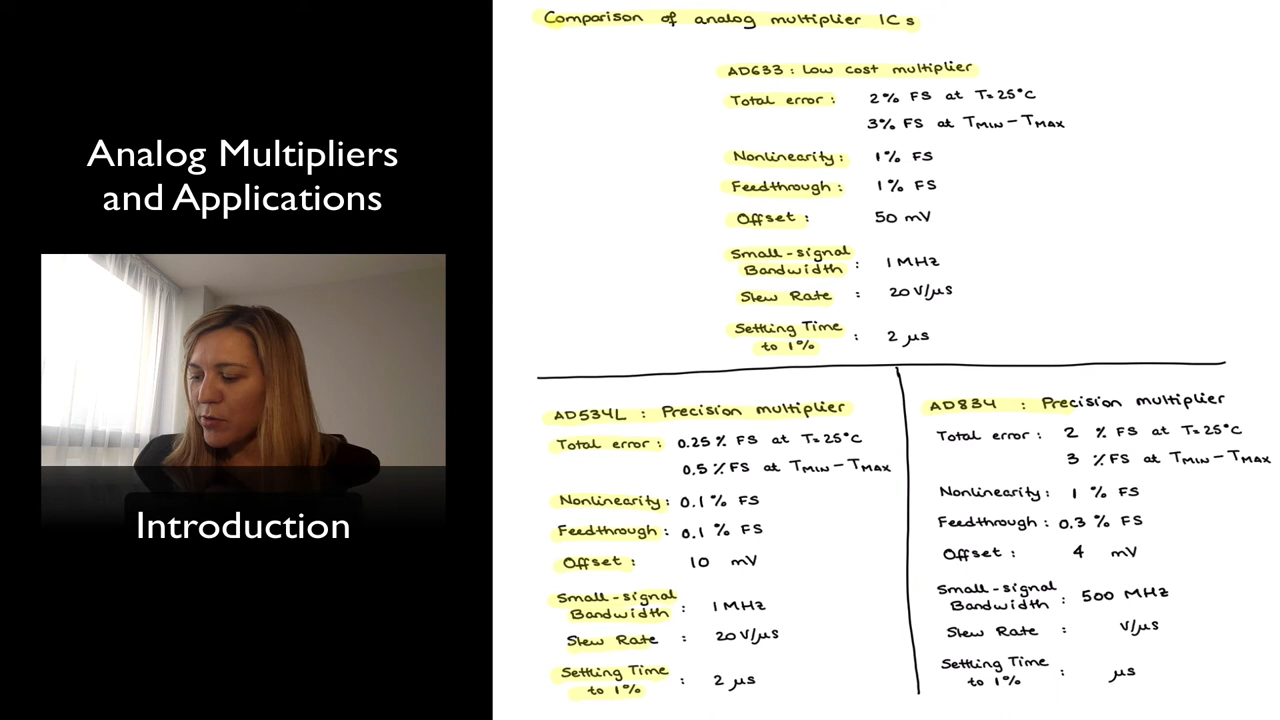 Analog Multipliers
and Applications
Introduction
Comparison of analog multiplier ICs
AD633 : Low cost multiplier
Total error : 2% FS at T=25°C
3% FS at TMIN - TMAX
Nonlinearity : 1% FS
Feedthrough : 1% FS
Offset : 50 mV
Small-signal
Bandwidth : 1 MHz
Slew Rate : 20 V/μs
Settling Time
to 1% : 2 μs
AD534L : Precision multiplier
Total error : 0.25 % FS at T=25°C
0.5 % FS at TMIN - TMAX
Nonlinearity : 0.1 % FS
Feedthrough : 0.1 % FS
Offset : 10 mV
Small-signal
Bandwidth : 1 MHz
Slew Rate : 20 V/μs
Settling Time
to 1% : 2 μs
AD834 : Precision multiplier
Total error : 2 % FS at T=25°C
3 % FS at TMIN - TMAX
Nonlinearity : 1 % FS
Feedthrough : 0.3 % FS
Offset : 4 mV
Small-signal
Bandwidth : 500 MHz
Slew Rate : V/μs
Settling Time
to 1% : μs